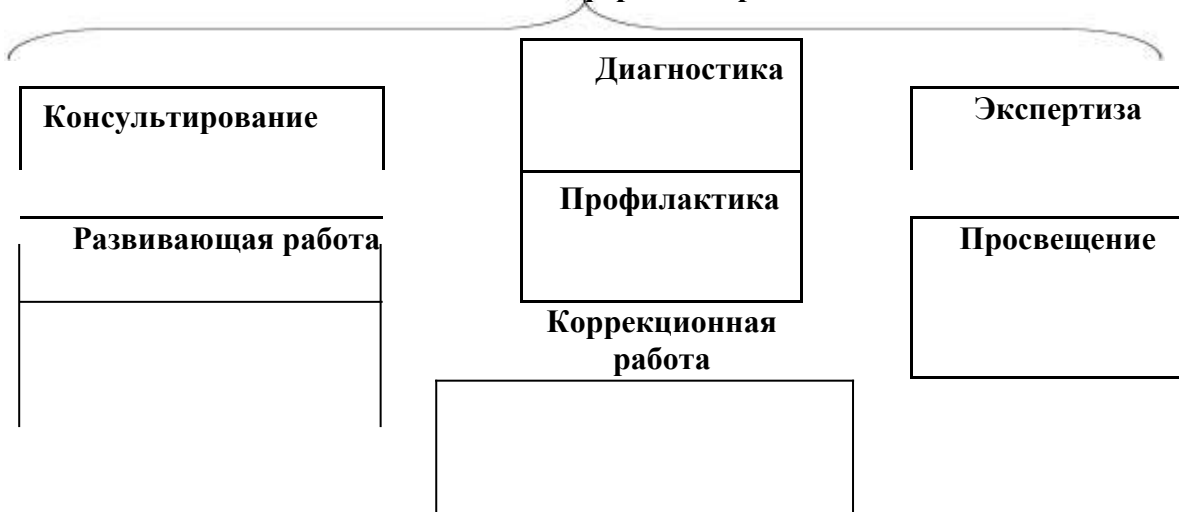 Диагностика
Консультирование
Экспертиза
Профилактика
Развивающая работа
Просвещение
Коррекционная
работа